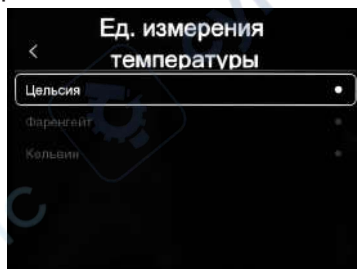 Ед. измерения
температуры
Цельсия
Фаренгейт
Кельвин